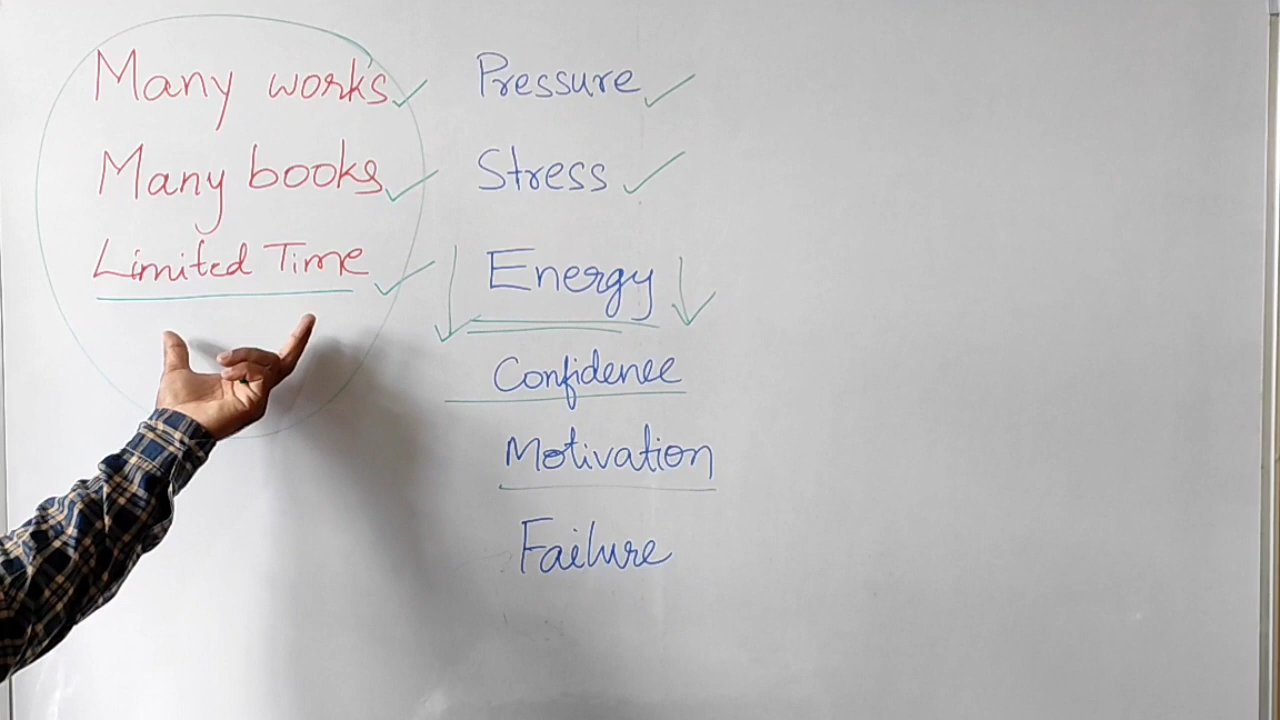 Many works
Many books
Limited Time
Pressure
Stress
Energy
Confidence
Motivation
Failure